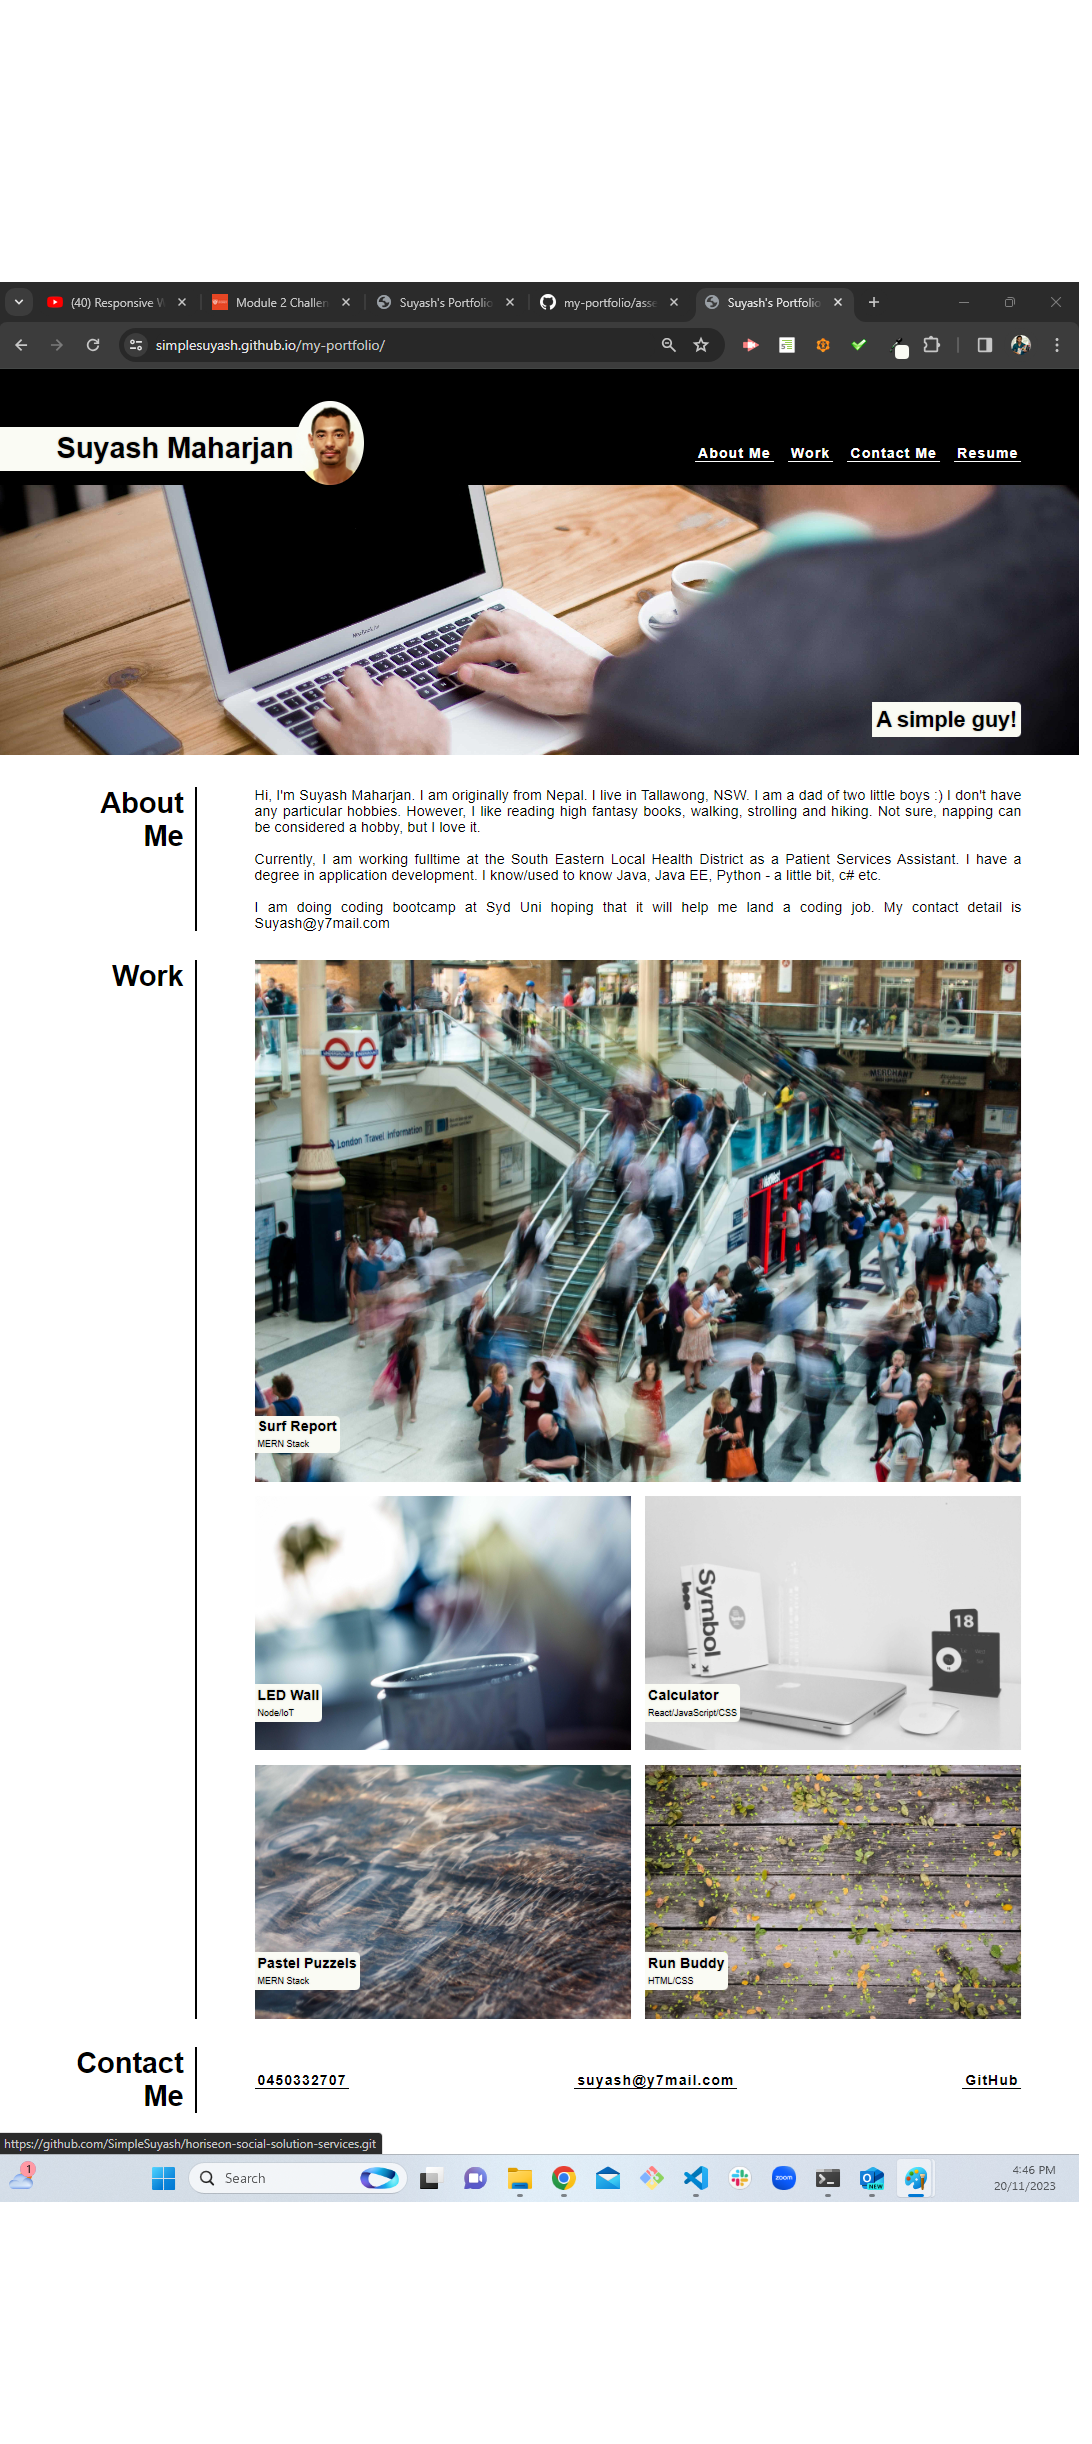 (40) Responsive W
Module 2 Challen
Suyash's Portfolio
my-portfolio/asse
Suyash's Portfolio
simplesuyash.github.io/my-portfolio/
Suyash Maharjan
About Me Work Contact Me Resume
A simple guy!
About Me
Hi, I'm Suyash Maharjan. I am originally from Nepal. I live in Tallawong, NSW. I am a dad of two little boys :) I don't have
any particular hobbies. However, I like reading high fantasy books, walking, strolling and hiking. Not sure, napping can
be considered a hobby, but I love it.
Currently, I am working fulltime at the South Eastern Local Health District as a Patient Services Assistant. I have a
degree in application development. I know/used to know Java, Java EE, Python - a little bit, c# etc.
I am doing coding bootcamp at Syd Uni hoping that it will help me land a coding job. My contact detail is
Suyash@y7mail.com
Work
London Travel Information
Surf Report
MERN Stack
LED Wall
Node/IoT
Symbol
18
Calculator
React/JavaScript/CSS
Pastel Puzzels
MERN Stack
Run Buddy
HTML/CSS
Contact
Me
0450332707 suyash@y7mail.com GitHub
https://github.com/SimpleSuyash/horiseon-social-solution-services.git
1
Search
zoom
NEW
4:46 PM
20/11/2023